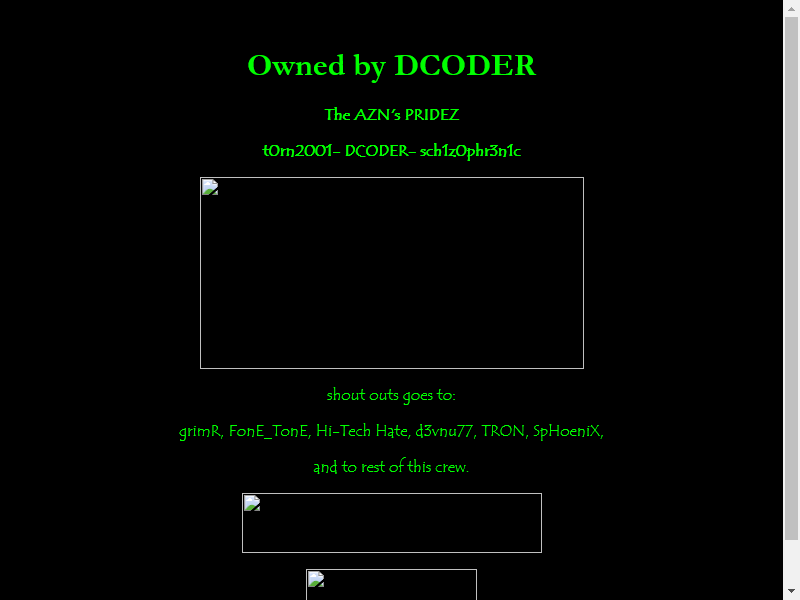 Owned by DCODER
The AZN's PRIDEZ
t0rn2001- DCODER- sch1z0phr3n1c
shout outs goes to:
grimR, FonE_TonE, Hi-Tech Hate, d3vnu77, TRON, SpHoeniX,
and to rest of this crew.